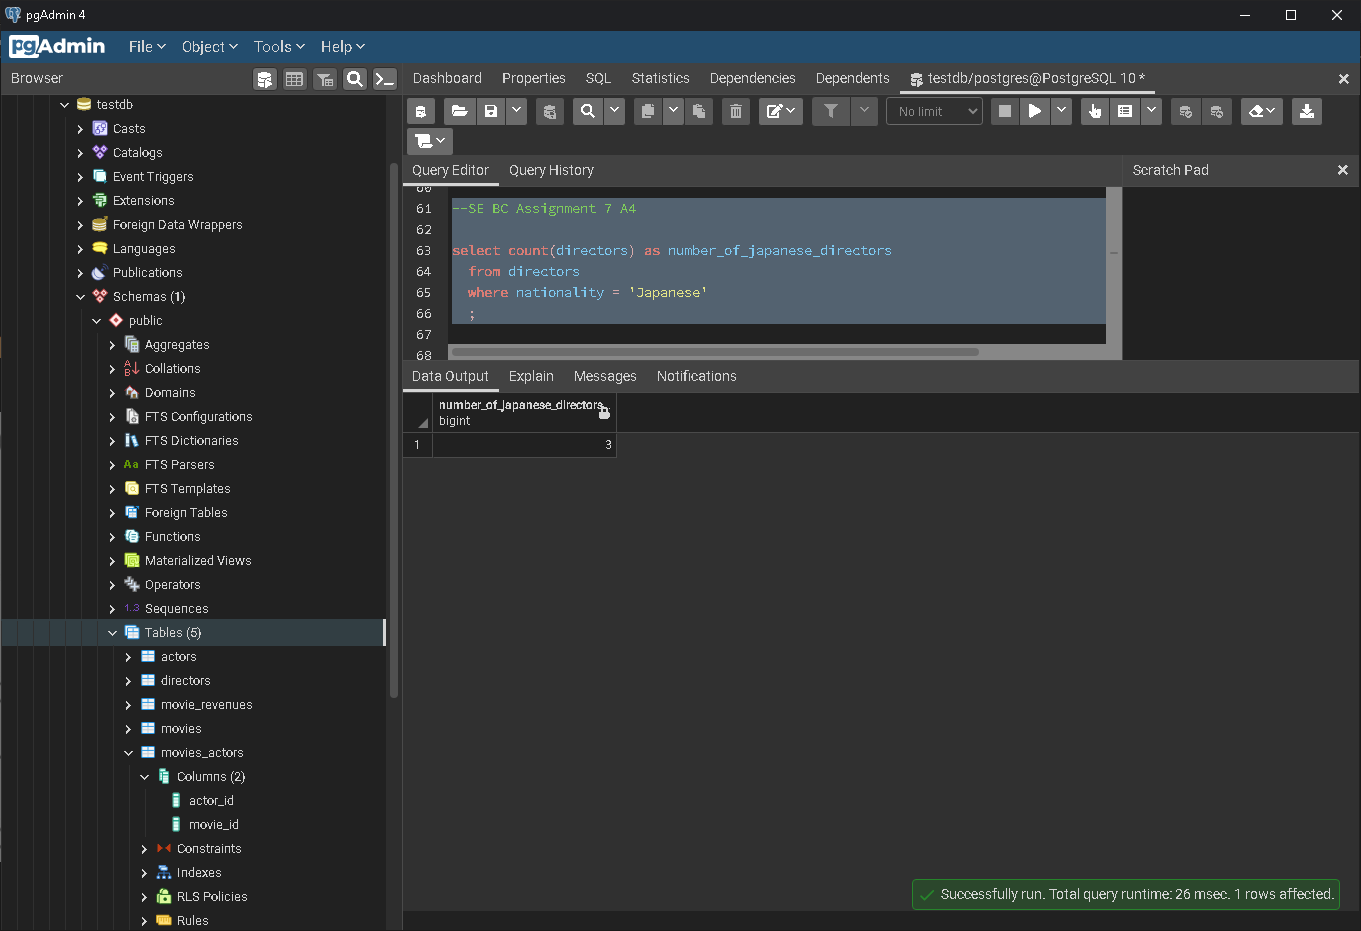 pgAdmin 4
pgAdmin File Object Tools Help
Browser
Dashboard Properties SQL Statistics Dependencies Dependents testdb/postgres@PostgreSQL 10 *
testdb
Casts
Catalogs
Event Triggers
Extensions
Foreign Data Wrappers
Languages
Publications
Schemas (1)
public
Aggregates
Collations
Domains
FTS Configurations
FTS Dictionaries
Aa FTS Parsers
FTS Templates
Foreign Tables
Functions
Materialized Views
Operators
1.3 Sequences
Tables (5)
actors
directors
movie_revenues
movies
movies_actors
Columns (2)
actor_id
movie_id
Constraints
Indexes
RLS Policies
Rules
No limit
Query Editor Query History
Scratch Pad
60
61 --SE BC Assignment 7 A4
62
63 select count(directors) as number_of_japanese_directors
64 from directors
65 where nationality = 'Japanese'
66 ;
67
68
Data Output Explain Messages Notifications
number_of_japanese_directors
bigint
1 3
Successfully run. Total query runtime: 26 msec. 1 rows affected.